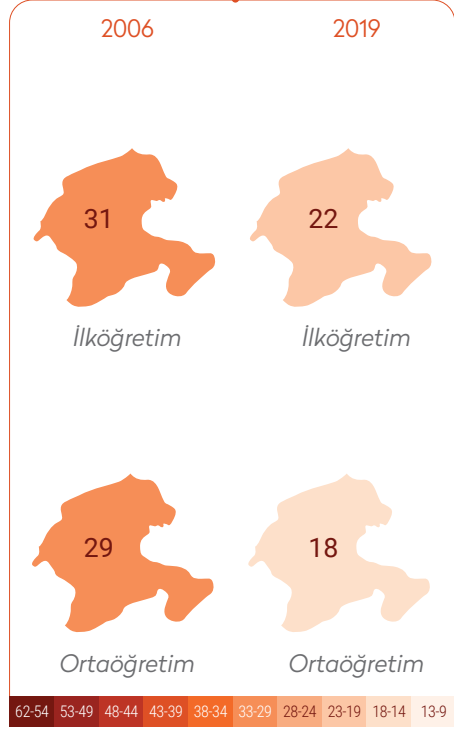 2006 2019
31 22
İlköğretim İlköğretim
29 18
Ortaöğretim Ortaöğretim
62-54 53-49 48-44 43-39 38-34 33-29 28-24 23-19 18-14 13-9